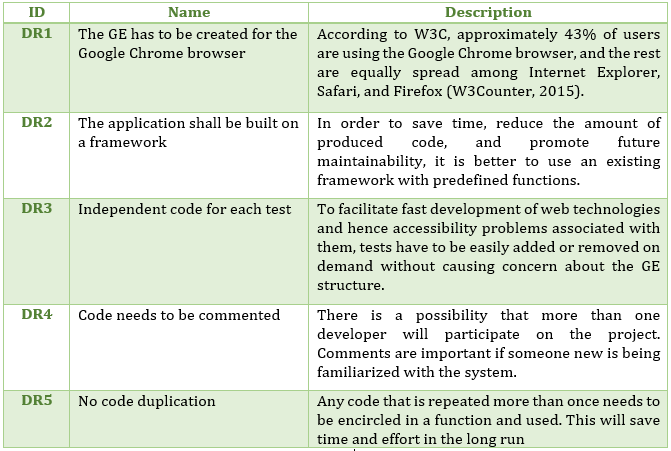 ID Name Description
DR1 The GE has to be created for the Google Chrome browser
According to W3C, approximately 43% of users
are using the Google Chrome browser, and the rest
are equally spread among Internet Explorer,
Safari, and Firefox (W3Counter, 2015).
DR2 The application shall be built on a framework
In order to save time, reduce the amount of
produced code, and promote future
maintainability, it is better to use an existing
framework with predefined functions.
DR3 Independent code for each test
To facilitate fast development of web technologies
and hence accessibility problems associated with
them, tests have to be easily added or removed on
demand without causing concern about the GE
structure.
DR4 Code needs to be commented
There is a possibility that more than one
developer will participate on the project.
Comments are important if someone new is being
familiarized with the system.
DR5 No code duplication
Any code that is repeated more than once needs to
be encircled in a function and used. This will save
time and effort in the long run